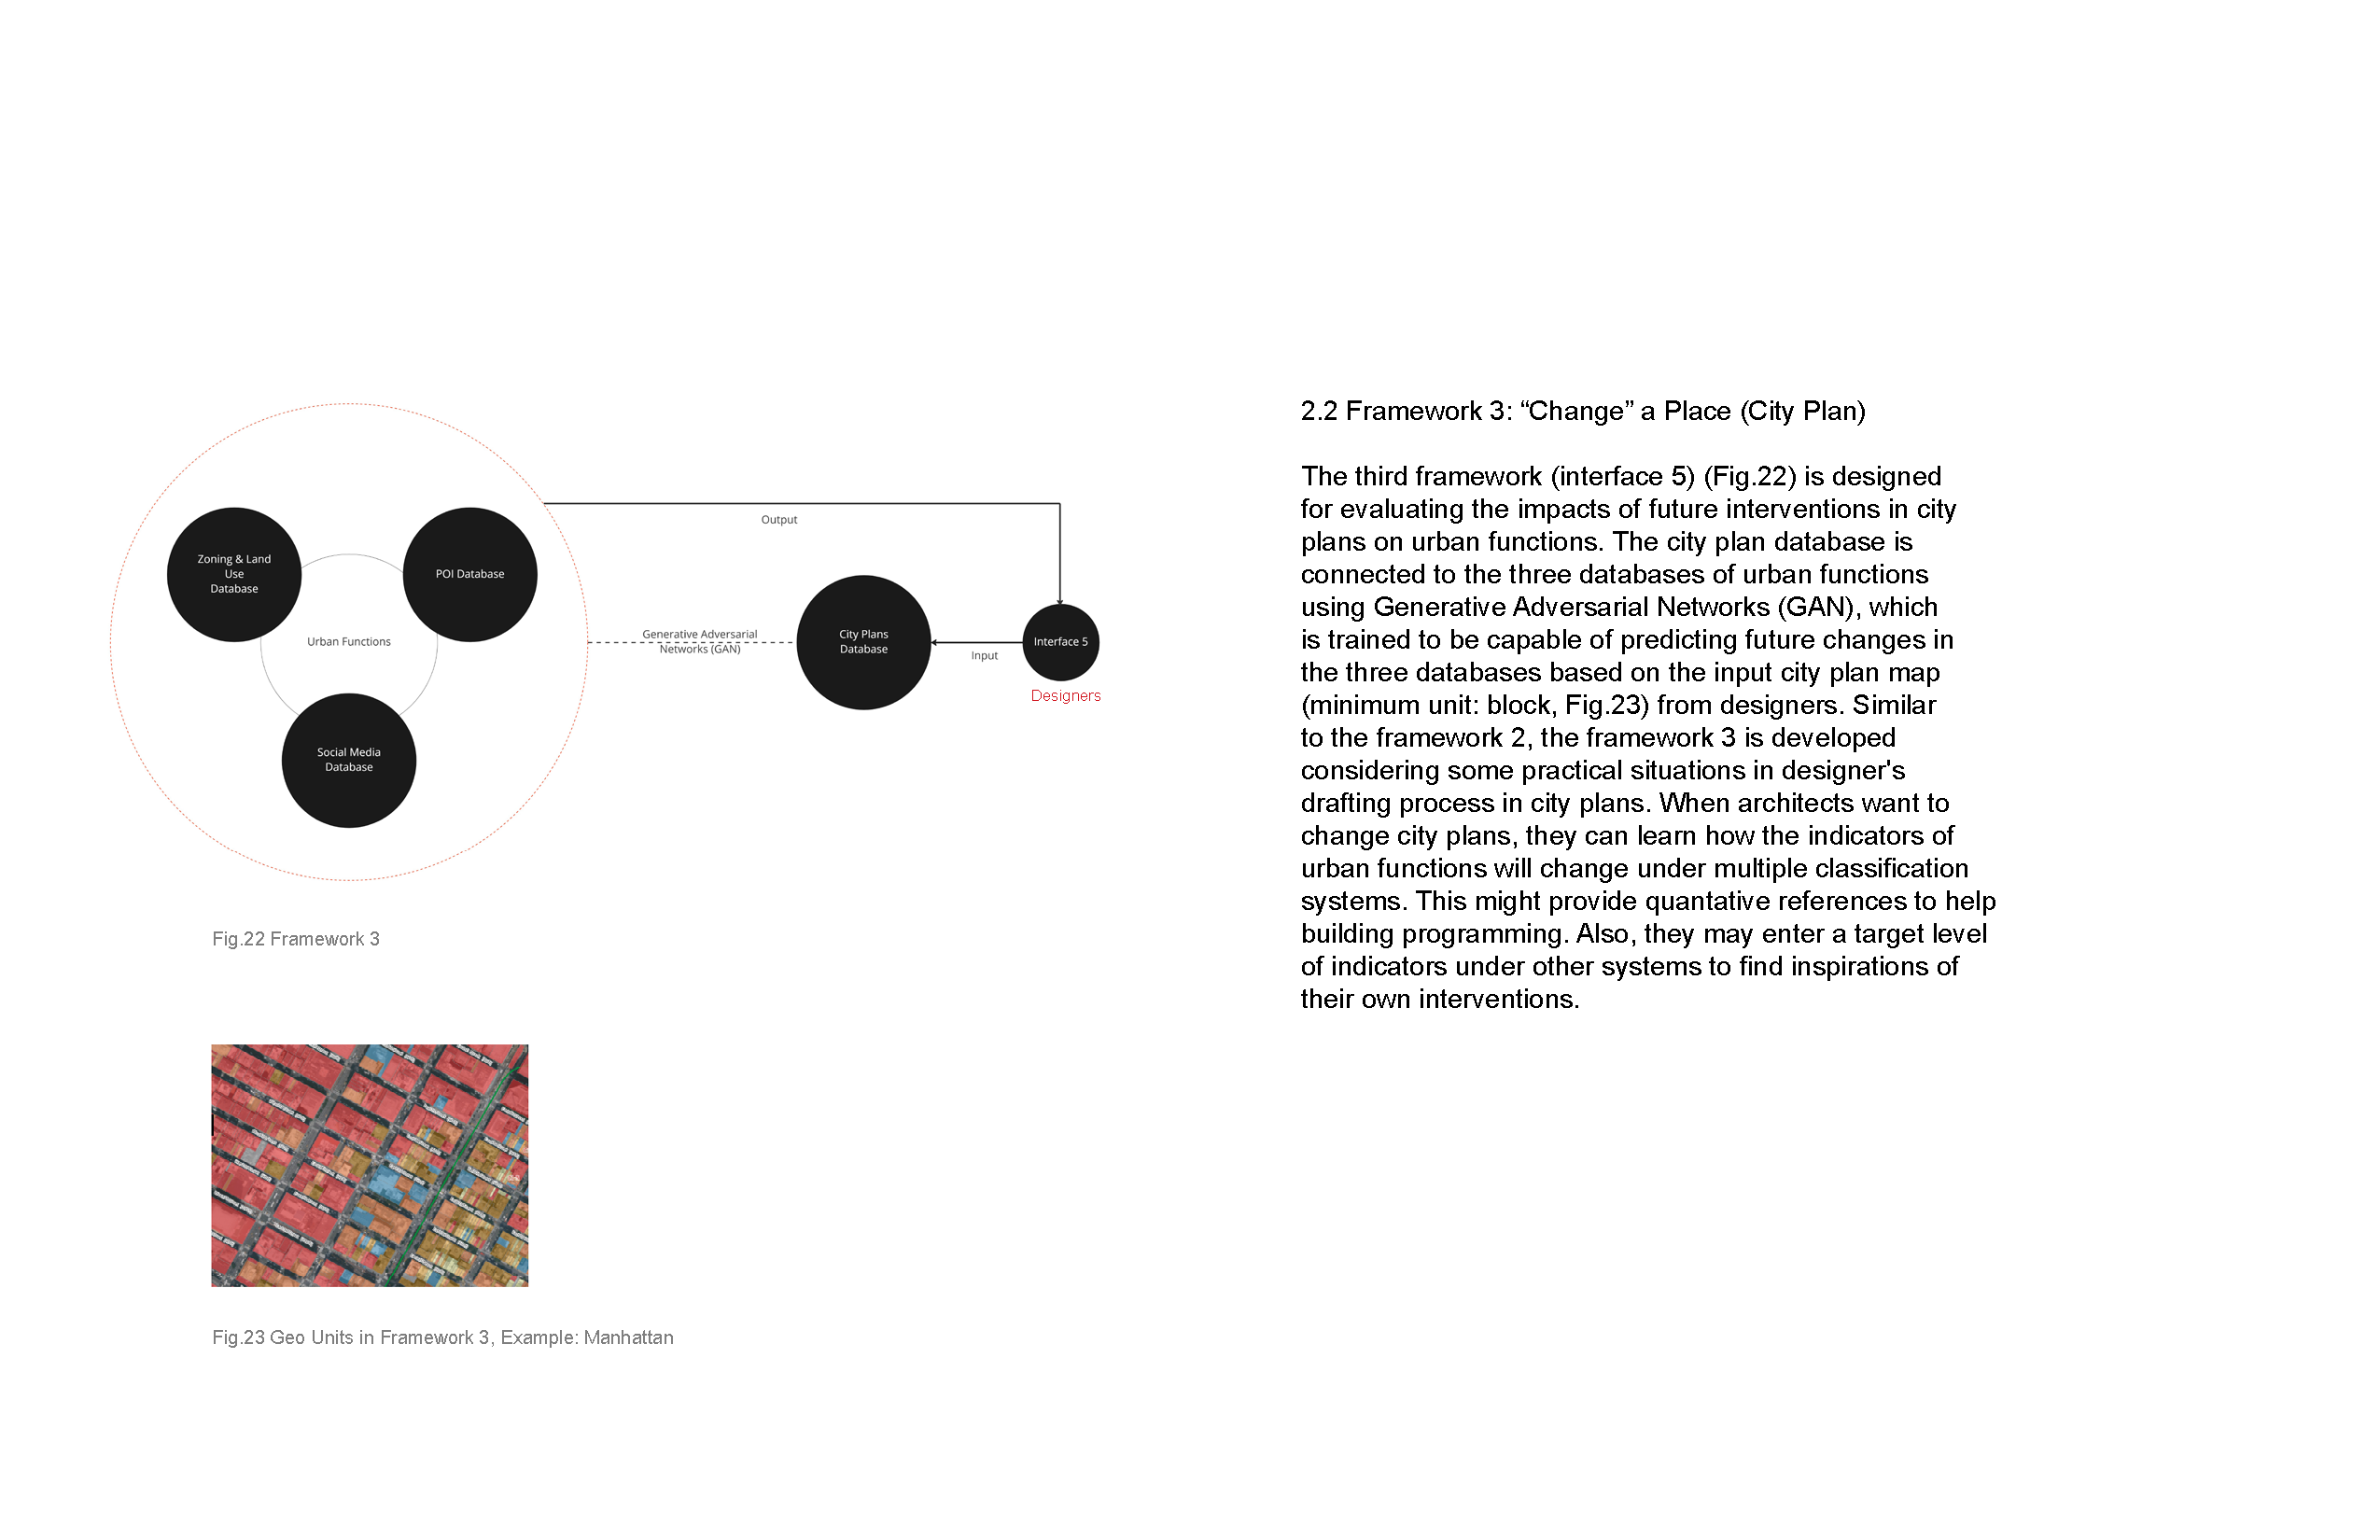 Zoning & Land
Use
Database
POI Database
Urban Functions
Social Media
Database
Output
Generative Adversarial
Networks (GAN)
City Plans
Database
Input
Interface 5
Designers
Fig.22 Framework 3
Fig.23 Geo Units in Framework 3, Example: Manhattan
2.2 Framework 3: “Change” a Place (City Plan)
The third framework (interface 5) (Fig.22) is designed
for evaluating the impacts of future interventions in city
plans on urban functions. The city plan database is
connected to the three databases of urban functions
using Generative Adversarial Networks (GAN), which
is trained to be capable of predicting future changes in
the three databases based on the input city plan map
(minimum unit: block, Fig.23) from designers. Similar
to the framework 2, the framework 3 is developed
considering some practical situations in designer's
drafting process in city plans. When architects want to
change city plans, they can learn how the indicators of
urban functions will change under multiple classification
systems. This might provide quantative references to help
building programming. Also, they may enter a target level
of indicators under other systems to find inspirations of
their own interventions.